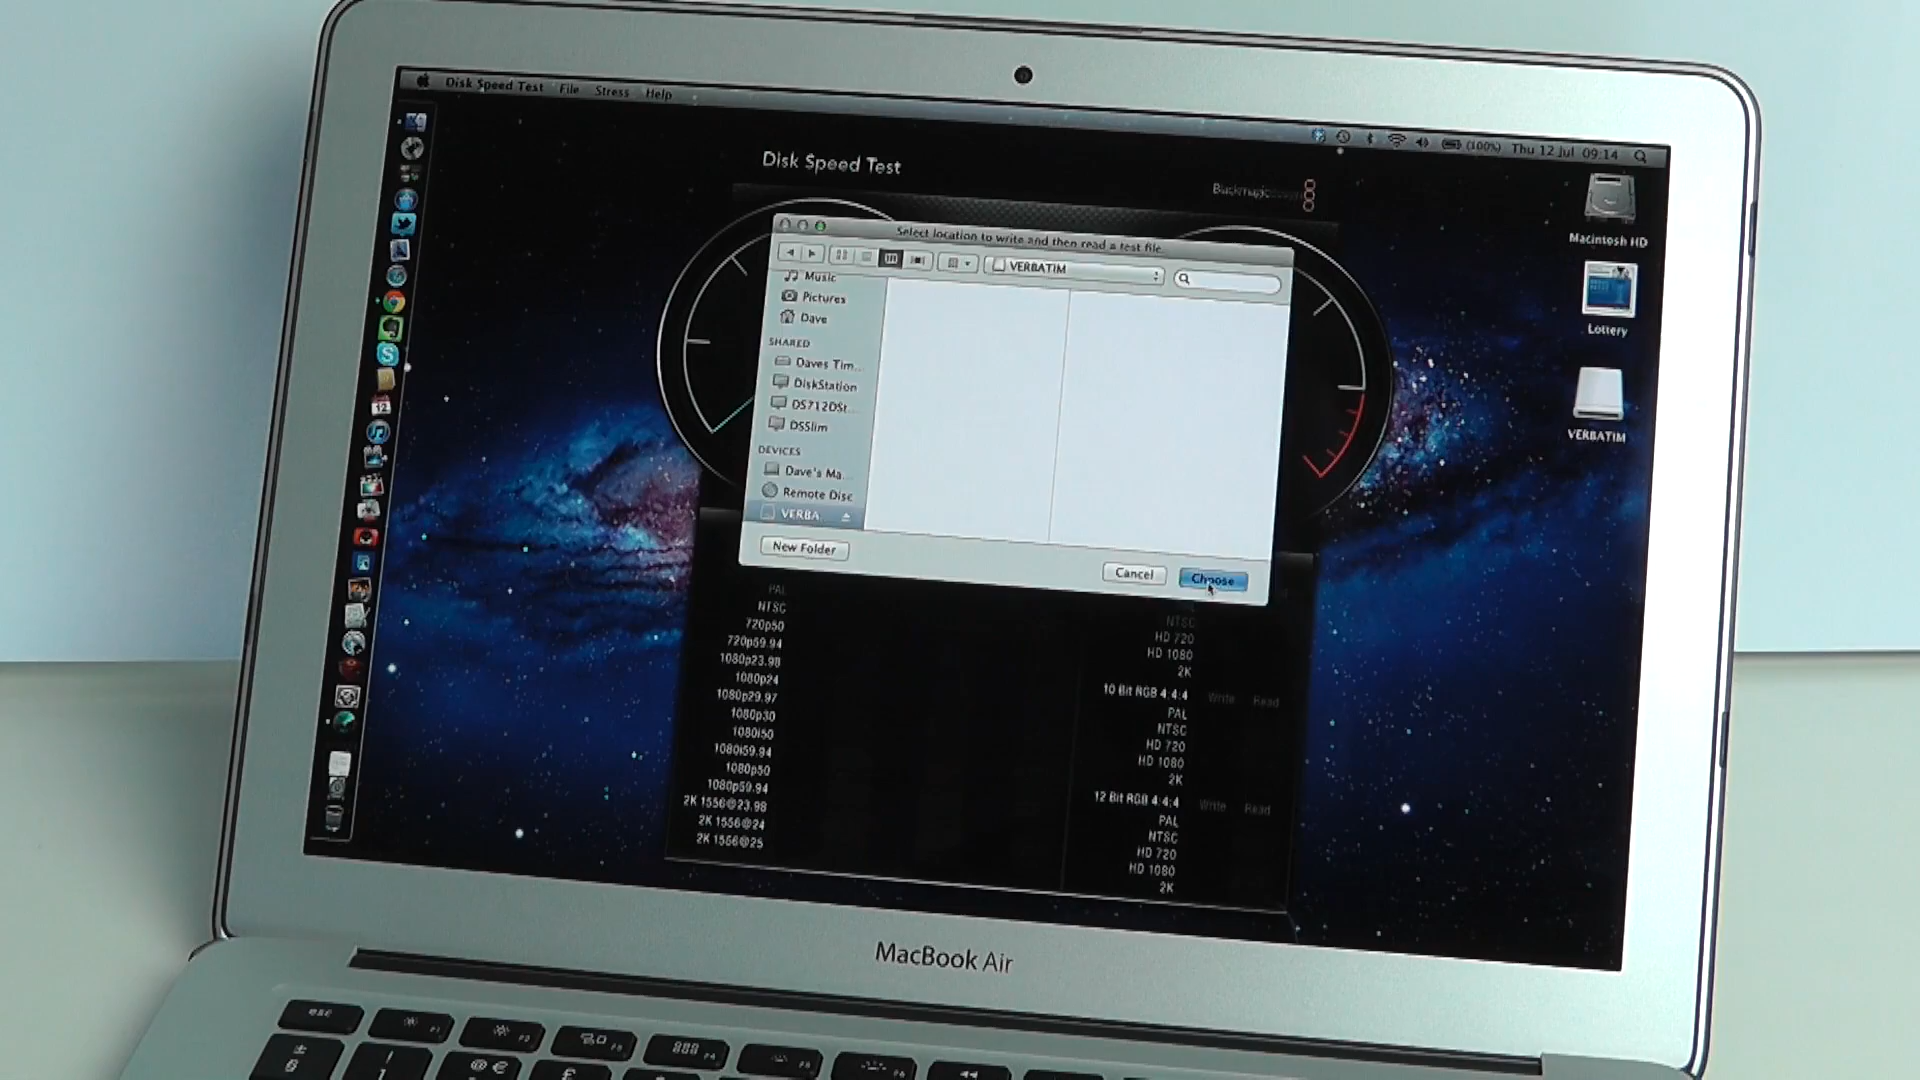 Disk Speed Test File Stress Help
(100%) Thu 12 Jul 09:14
Disk Speed Test
Select location to write and then read a test file.
VERBATIM
Music
Pictures
Dave
SHARED
Daves Tim...
DiskStation
DS712DSt...
DSSlim
DEVICES
Dave's Ma...
Remote Disc
VERBA...
New Folder
Cancel
Choose
Macintosh HD
Lottery
VERBATIM
PAL
NTSC
720p50
720p59.94
1080p23.98
1080p24
1080p29.97
1080p30
1080i50
1080i59.94
1080p50
1080p59.94
2K 1556@23.98
2K 1556@24
2K 1556@25
NTSC
HD 720
HD 1080
2K
10 Bit RGB 4:4:4 Write Read
PAL
NTSC
HD 720
HD 1080
2K
12 Bit RGB 4:4:4 Write Read
PAL
NTSC
HD 720
HD 1080
2K
MacBook Air
esc